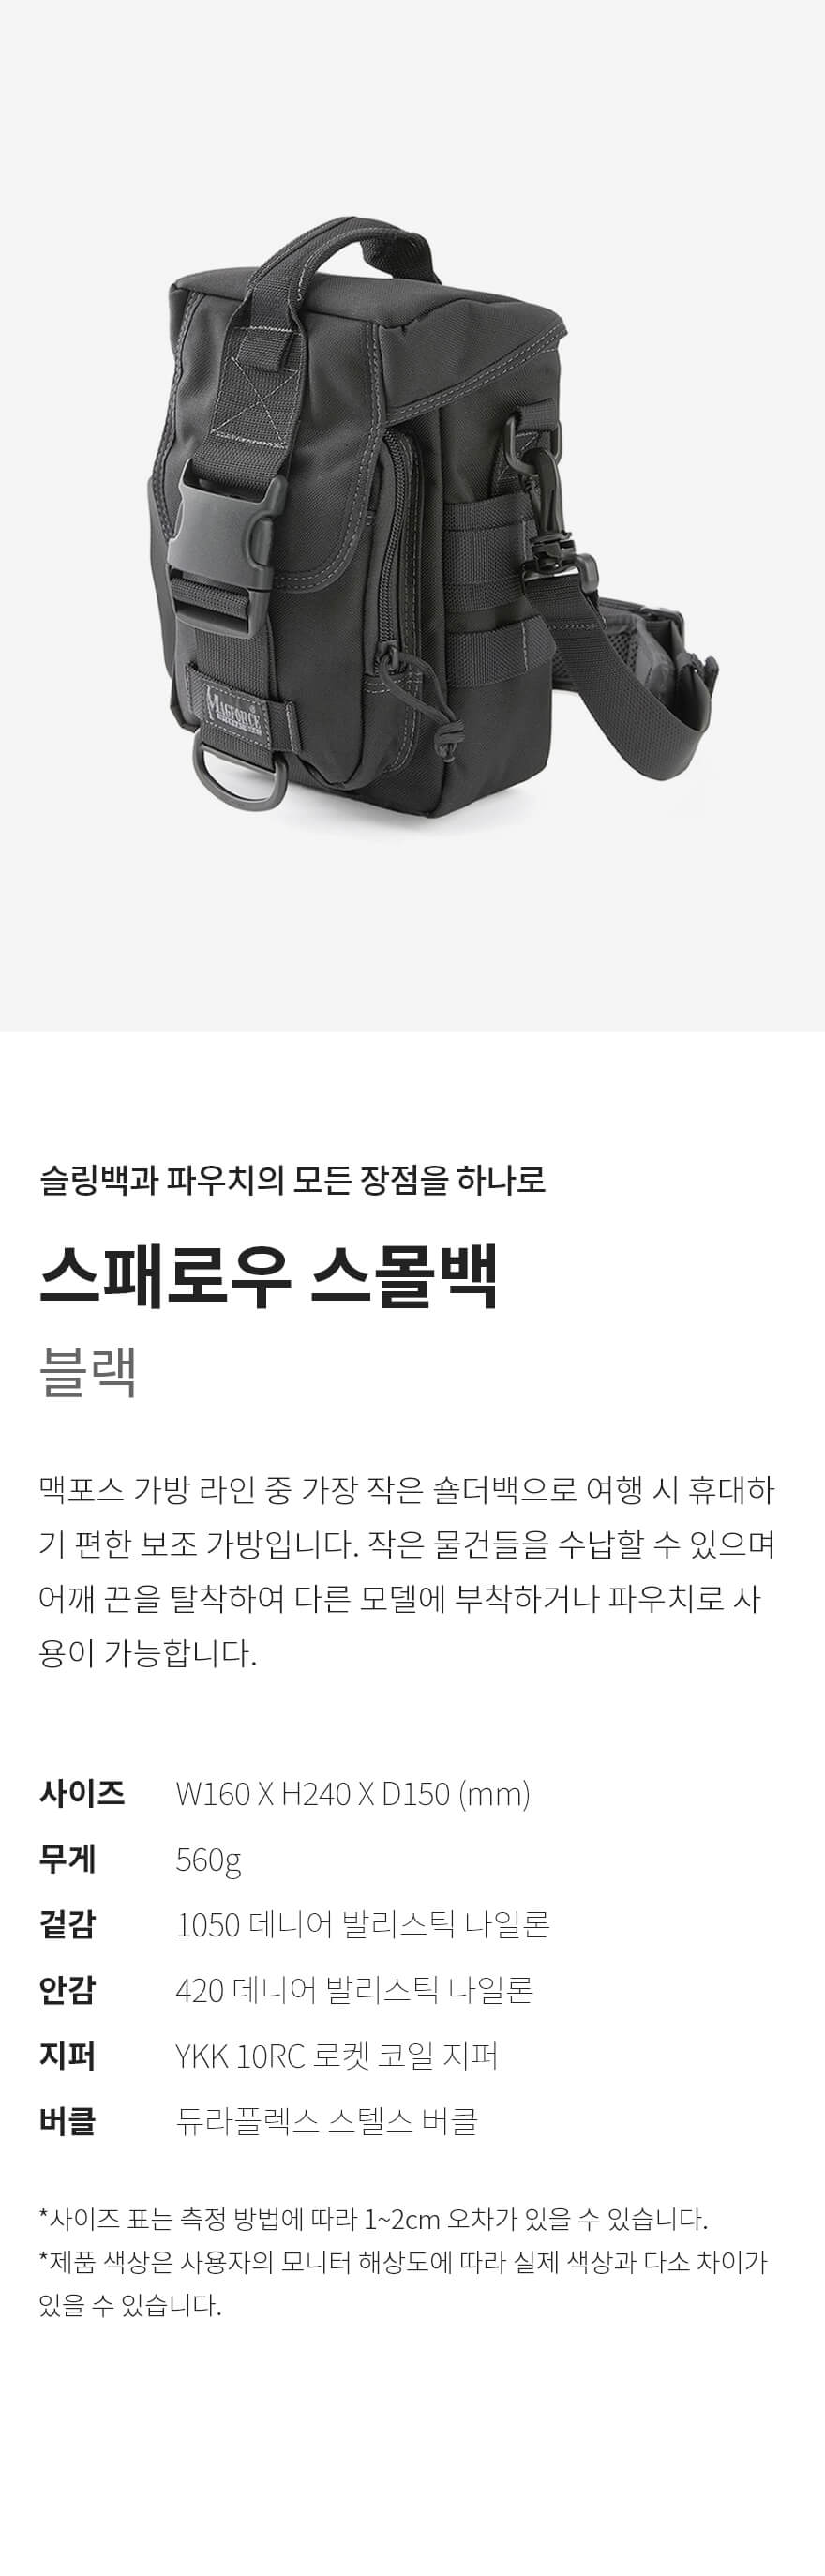 MAGFORCE
슬링백과 파우치의 모든 장점을 하나로
스패로우 스몰백
블랙
맥포스 가방 라인 중 가장 작은 숄더백으로 여행 시 휴대하
기 편한 보조 가방입니다. 작은 물건들을 수납할 수 있으며
어깨 끈을 탈착하여 다른 모델에 부착하거나 파우치로 사
용이 가능합니다.
사이즈 W160 X H240 X D150 (mm)
무게 560g
겉감 1050 데니어 발리스틱 나일론
안감 420 데니어 발리스틱 나일론
지퍼 YKK 10RC 로켓 코일 지퍼
버클 듀라플렉스 스텔스 버클
*사이즈 표는 측정 방법에 따라 1~2cm 오차가 있을 수 있습니다.
*제품 색상은 사용자의 모니터 해상도에 따라 실제 색상과 다소 차이가
있을 수 있습니다.